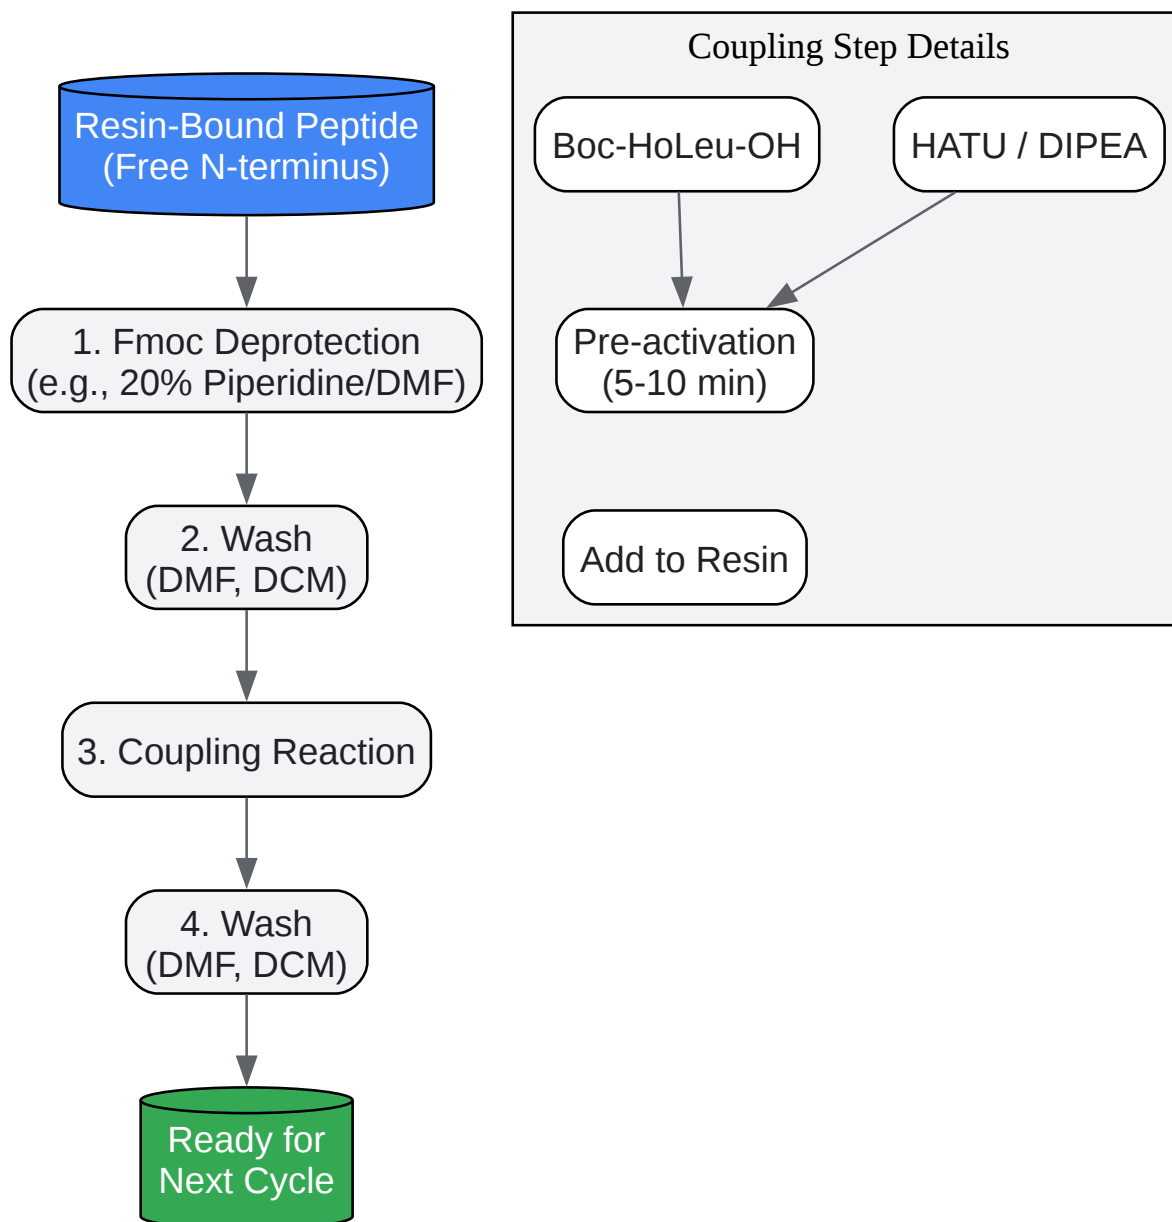 Resin-Bound Peptide
(Free N-terminus)
1. Fmoc Deprotection
(e.g., 20% Piperidine/DMF)
2. Wash
(DMF, DCM)
3. Coupling Reaction
4. Wash
(DMF, DCM)
Ready for
Next Cycle
Coupling Step Details
Boc-HoLeu-OH
HATU / DIPEA
Pre-activation
(5-10 min)
Add to Resin